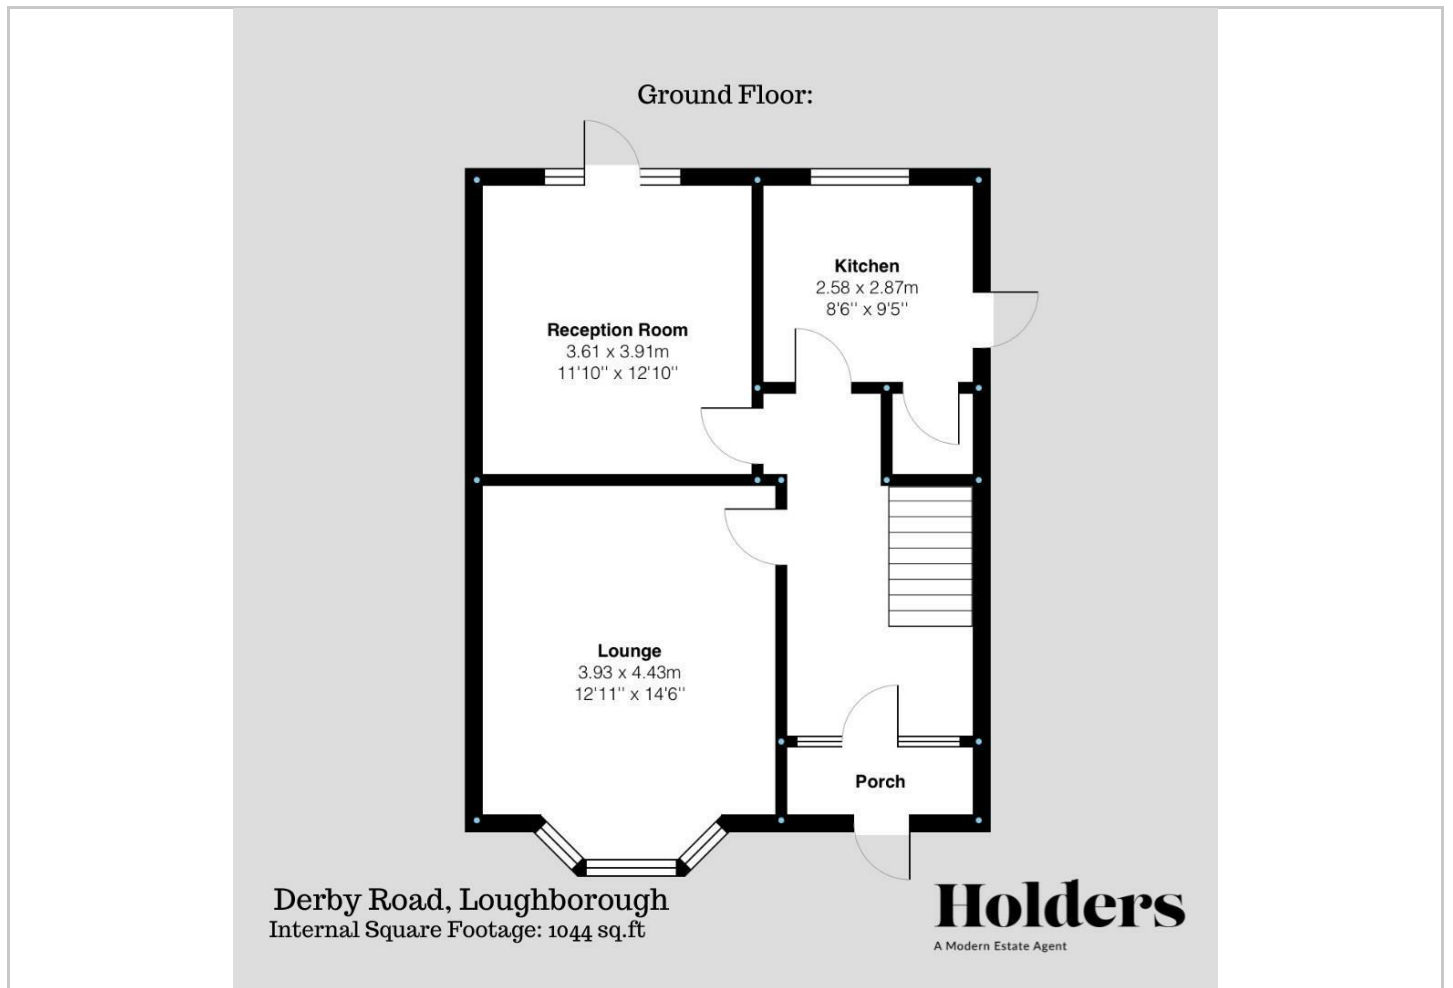 Ground Floor:
Kitchen
2.58 x 2.87m
8'6'' x 9'5''
Reception Room
3.61 x 3.91m
11'10'' x 12'10''
Lounge
3.93 x 4.43m
12'11'' x 14'6''
Porch
Derby Road, Loughborough
Internal Square Footage: 1044 sq.ft
Holders
A Modern Estate Agent